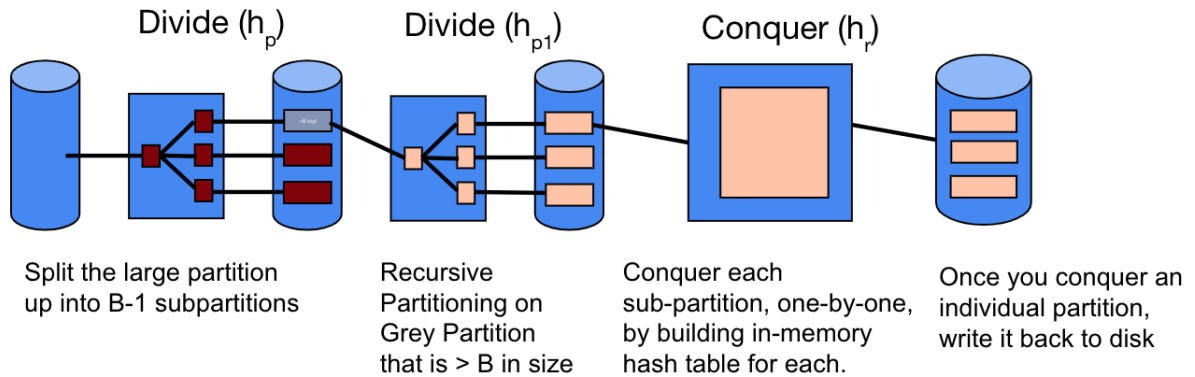 Divide (hp)
Divide (hp1)
Conquer (hr)
Split the large partition
up into B-1 subpartitions
Recursive
Partitioning on
Grey Partition
that is > B in size
Conquer each
sub-partition, one-by-one,
by building in-memory
hash table for each.
Once you conquer an
individual partition,
write it back to disk